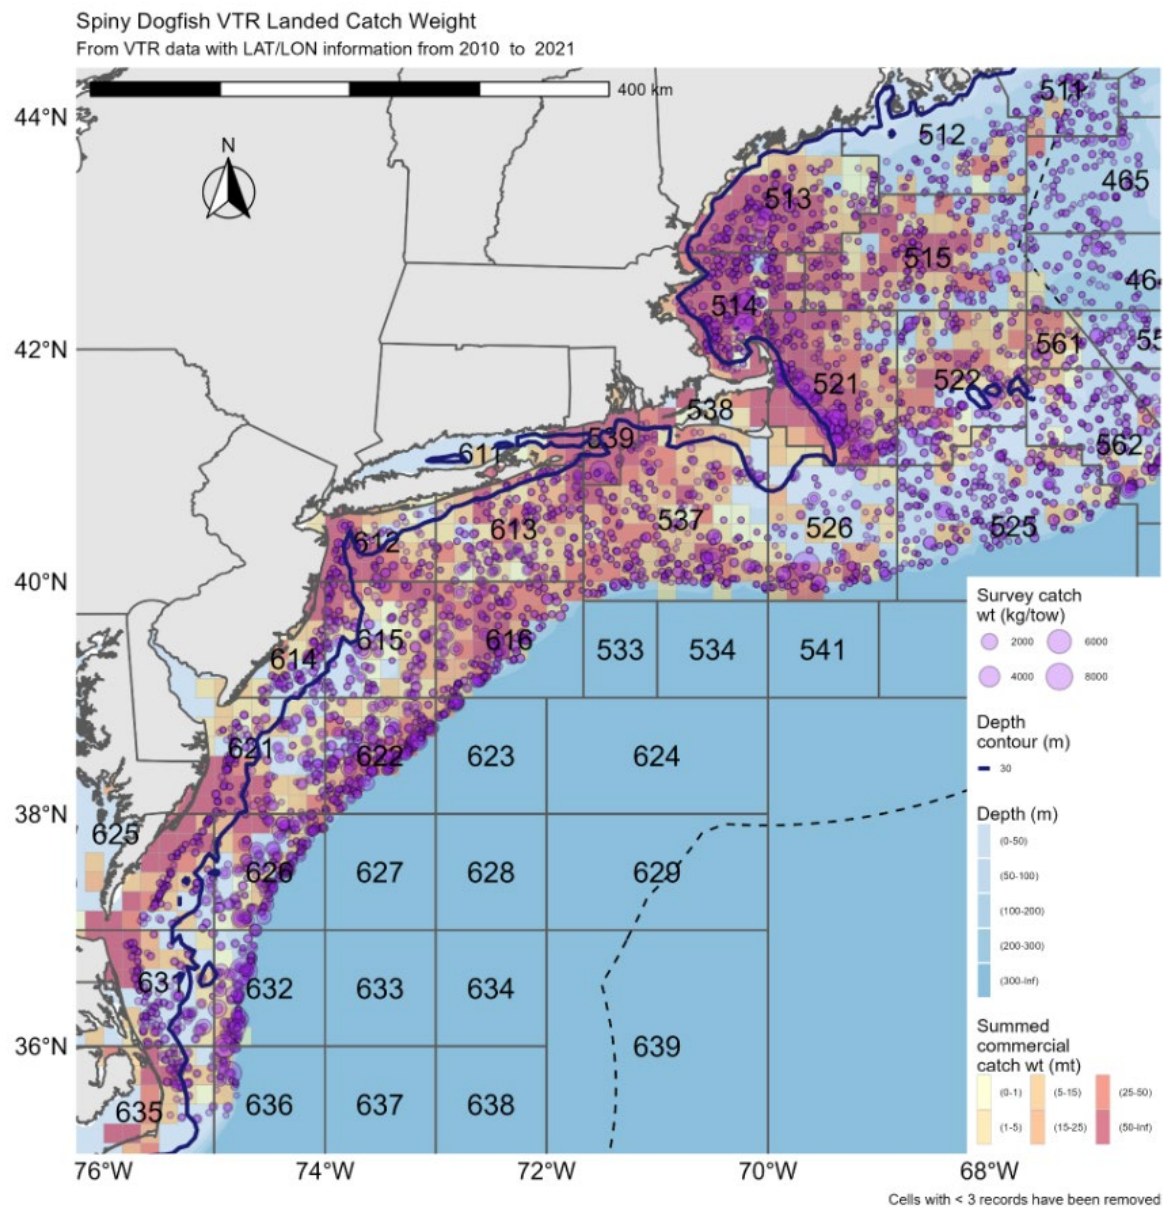 Spiny Dogfish VTR Landed Catch Weight
From VTR data with LAT/LON information from 2010 to 2021
400 km
N
44°N
42°N
40°N
38°N
36°N
511
512
465
513
515
46
514
561
55
521
522
538
539
562
611
613
537
526
525
612
615
616
614
533
534
541
621
622
623
624
625
626
627
628
629
631
632
633
634
639
635
636
637
638
Survey catch
wt (kg/tow)
2000
6000
4000
8000
Depth
contour (m)
30
Depth (m)
(0-50)
(50-100)
(100-200)
(200-300)
(300-Inf)
Summed
commercial
catch wt (mt)
(0-1)
(5-15)
(25-50)
(1-5)
(15-25)
(50-Inf)
76°W
74°W
72°W
70°W
68°W
Cells with < 3 records have been removed